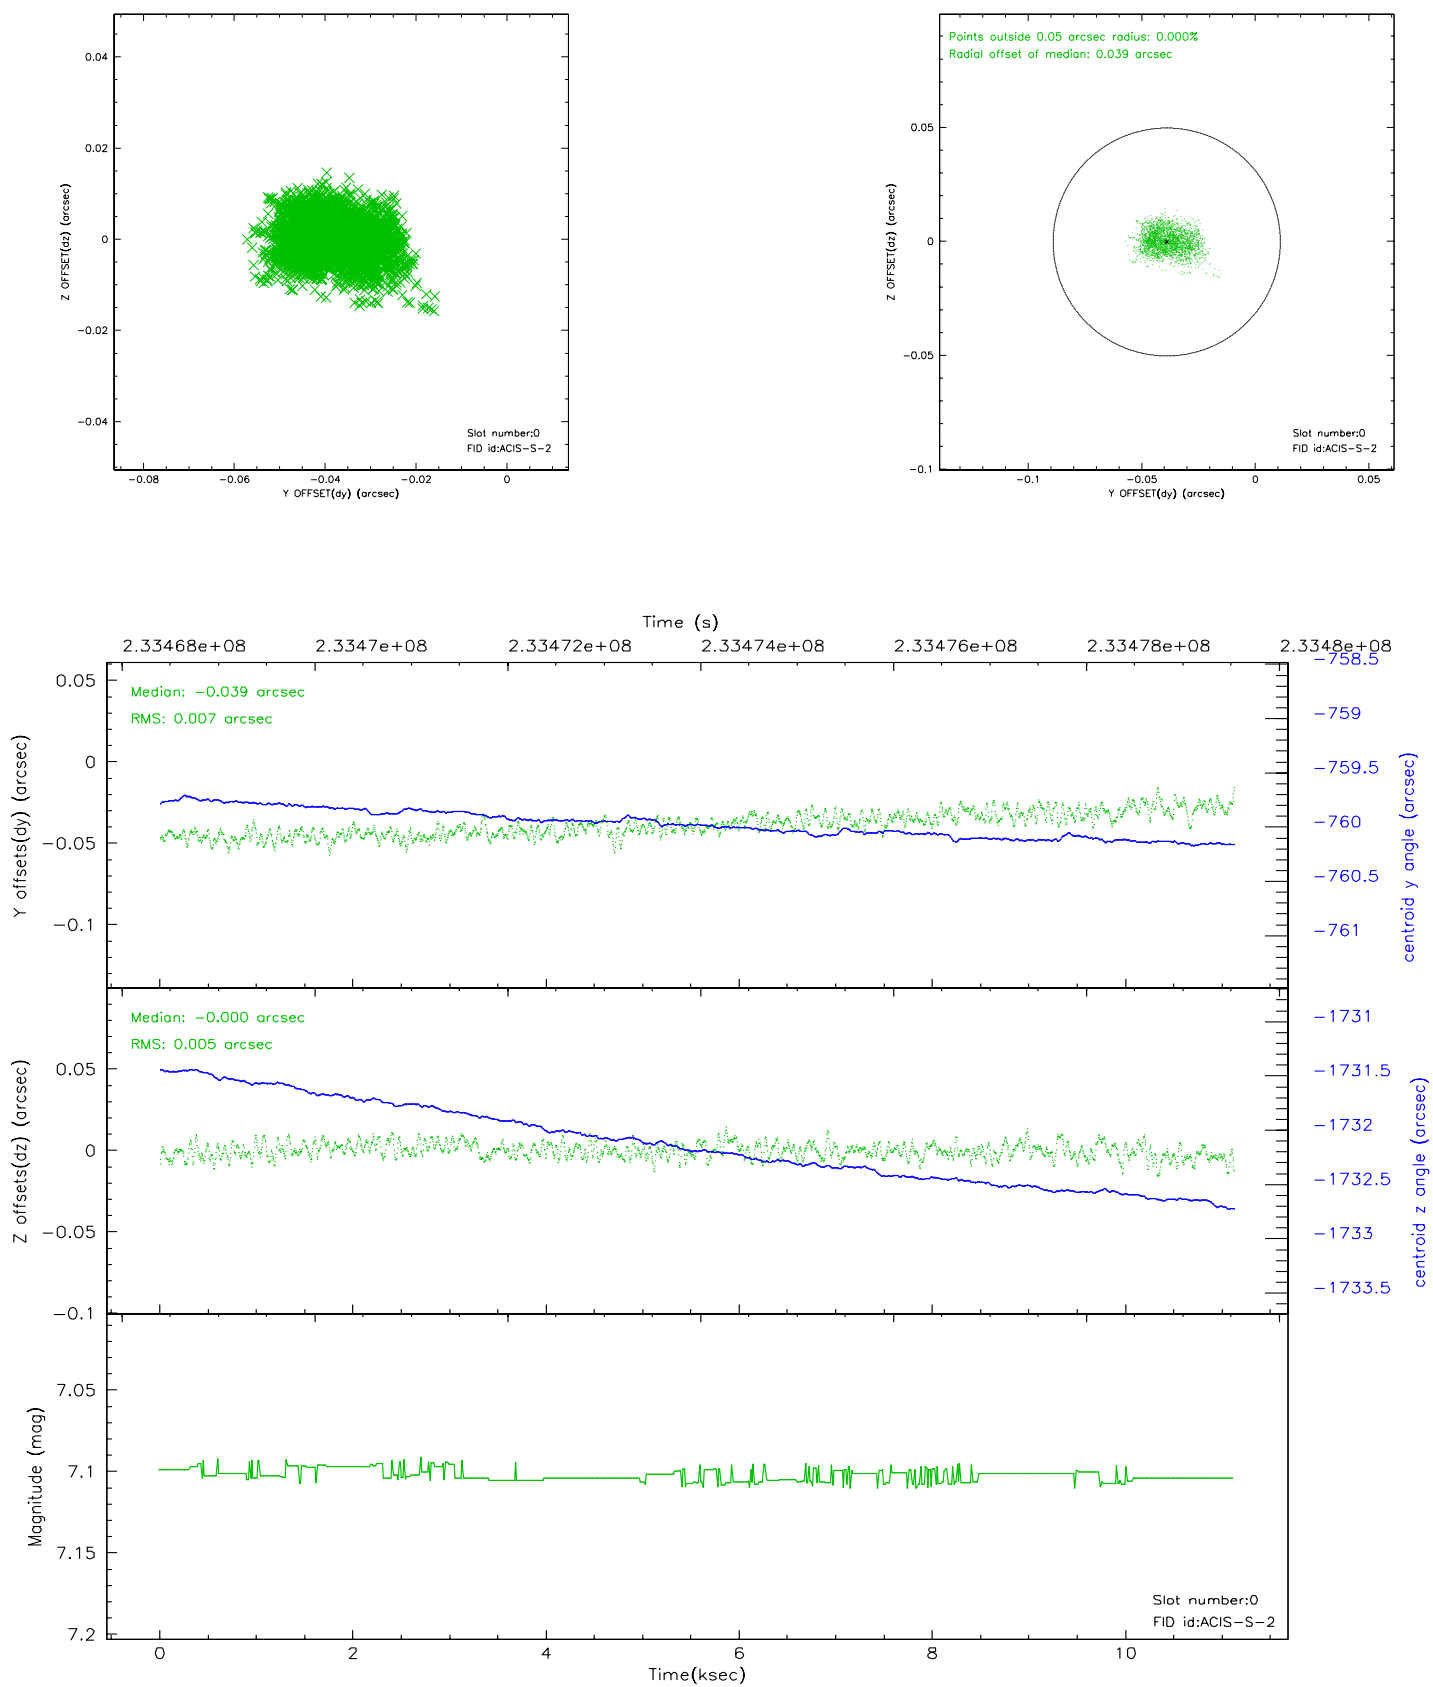 0.04
0.02
0
-0.02
-0.04
Z OFFSET(dz) (arcsec)
Slot number:0
FID id:ACIS-S-2
-0.08 -0.06 -0.04 -0.02 0
Y OFFSET(dy) (arcsec)
Points outside 0.05 arcsec radius: 0.000%
Radial offset of median: 0.039 arcsec
0.05
0
-0.05
-0.1
Z OFFSET(dz) (arcsec)
Slot number:0
FID id:ACIS-S-2
-0.1 -0.05 0 0.05
Y OFFSET(dy) (arcsec)
Time (s)
2.33468e+08 2.3347e+08 2.33472e+08 2.33474e+08 2.33476e+08 2.33478e+08 2.3348e+08
0.05
0
-0.05
-0.1
Y offsets(dy) (arcsec)
Median: -0.039 arcsec
RMS: 0.007 arcsec
-758.5
-759
-759.5
-760
-760.5
-761
centroid y angle (arcsec)
0.05
0
-0.05
-0.1
Z offsets(dz) (arcsec)
Median: -0.000 arcsec
RMS: 0.005 arcsec
-1731
-1731.5
-1732
-1732.5
-1733
-1733.5
centroid z angle (arcsec)
7.05
7.1
7.15
7.2
Magnitude (mag)
Slot number:0
FID id:ACIS-S-2
0 2 4 6 8 10
Time(ksec)